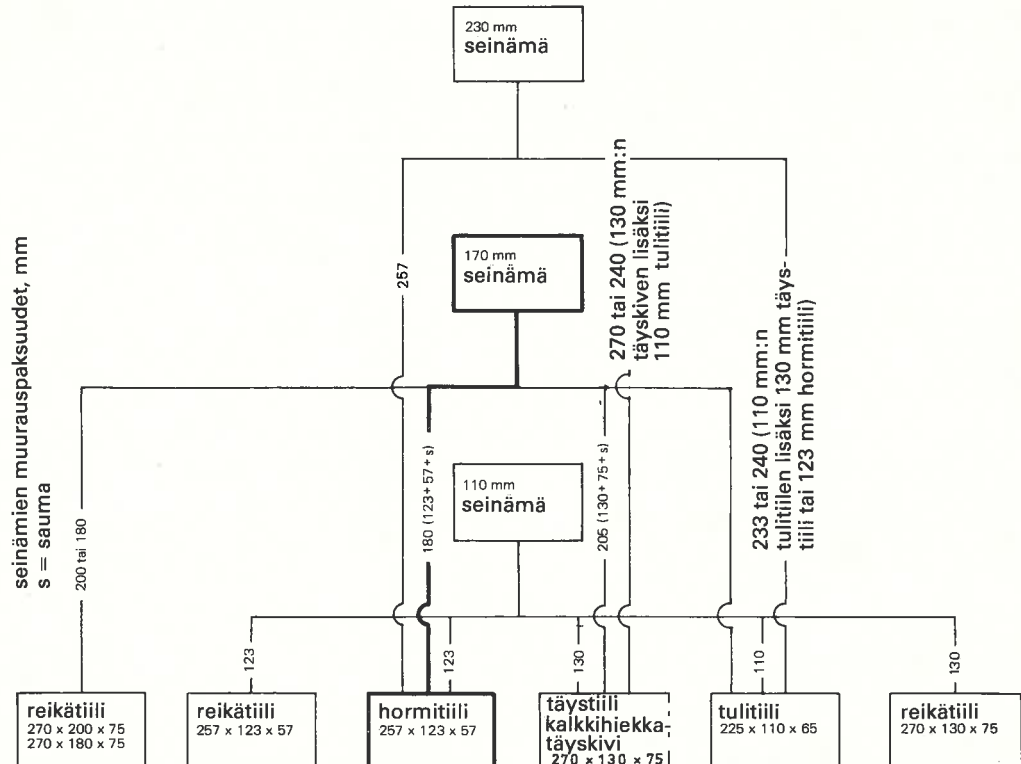 230 mm
seinämä
170 mm
seinämä
110 mm
seinämä
seinämien muurauspaksuudet, mm
s = sauma
200 tai 180
257
180 (123+57+s)
205 (130+75+s)
270 tai 240 (130 mm:n
täyskiven lisäksi
110 mm tulitiili)
233 tai 240 (110 mm:n
tulitiilen lisäksi 130 mm täys-
tiili tai 123 mm hormitiili)
123
123
130
110
130
reikätiili
270 x 200 x 75
270 x 180 x 75
reikätiili
257 x 123 x 57
hormitiili
257 x 123 x 57
täystiili
kalkkihiekka-
täyskivi
270 x 130 x 75
tulitiili
225 x 110 x 65
reikätiili
270 x 130 x 75